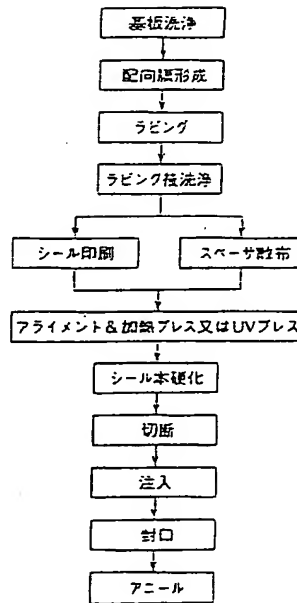 基板洗浄
配向膜形成
ラビング
ラビング後洗浄
シール印刷
スペーサ散布
アライメント&加熱プレス又はUVプレス
シール本硬化
切断
注入
封口
アニール